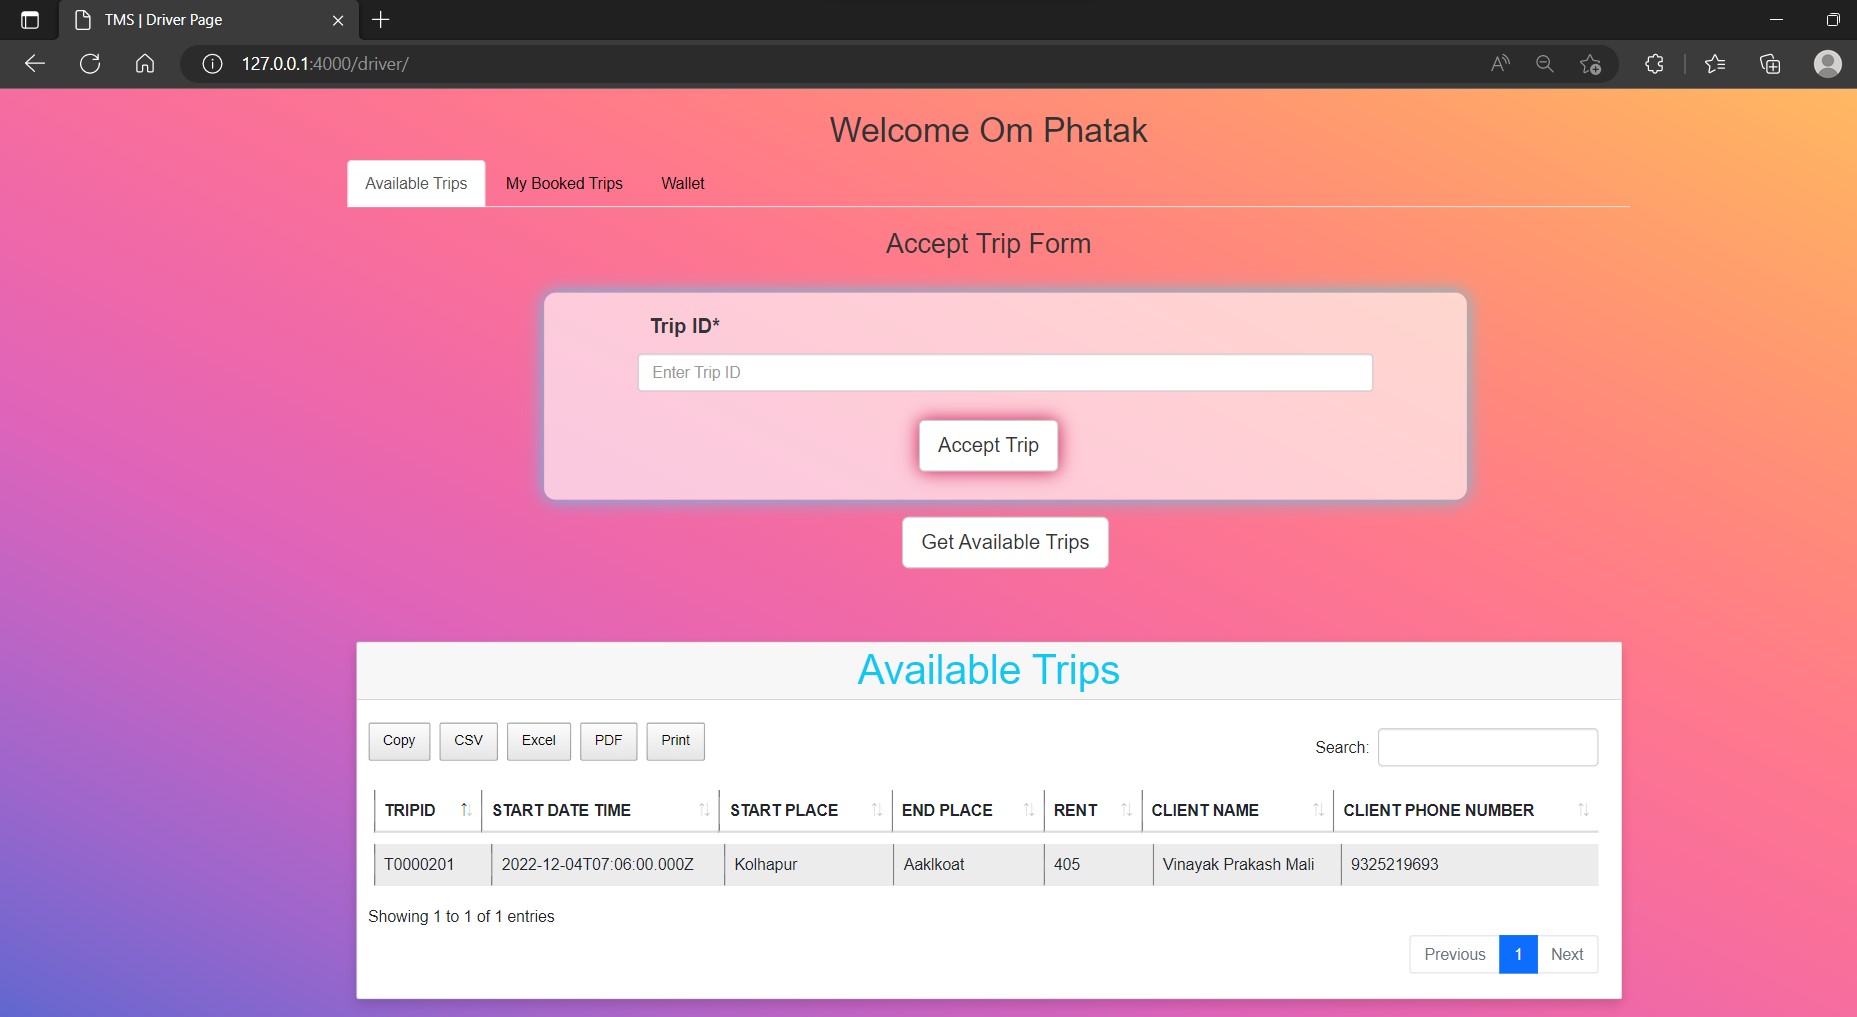 TMS | Driver Page
127.0.0.1:4000/driver/
Welcome Om Phatak
Available Trips My Booked Trips Wallet
Accept Trip Form
Trip ID*
Enter Trip ID
Accept Trip
Get Available Trips
Available Trips
Copy CSV Excel PDF Print Search:
TRIPID START DATE TIME START PLACE END PLACE RENT CLIENT NAME CLIENT PHONE NUMBER
T0000201 2022-12-04T07:06:00.000Z Kolhapur Aaklkoat 405 Vinayak Prakash Mali 9325219693
Showing 1 to 1 of 1 entries
Previous 1 Next